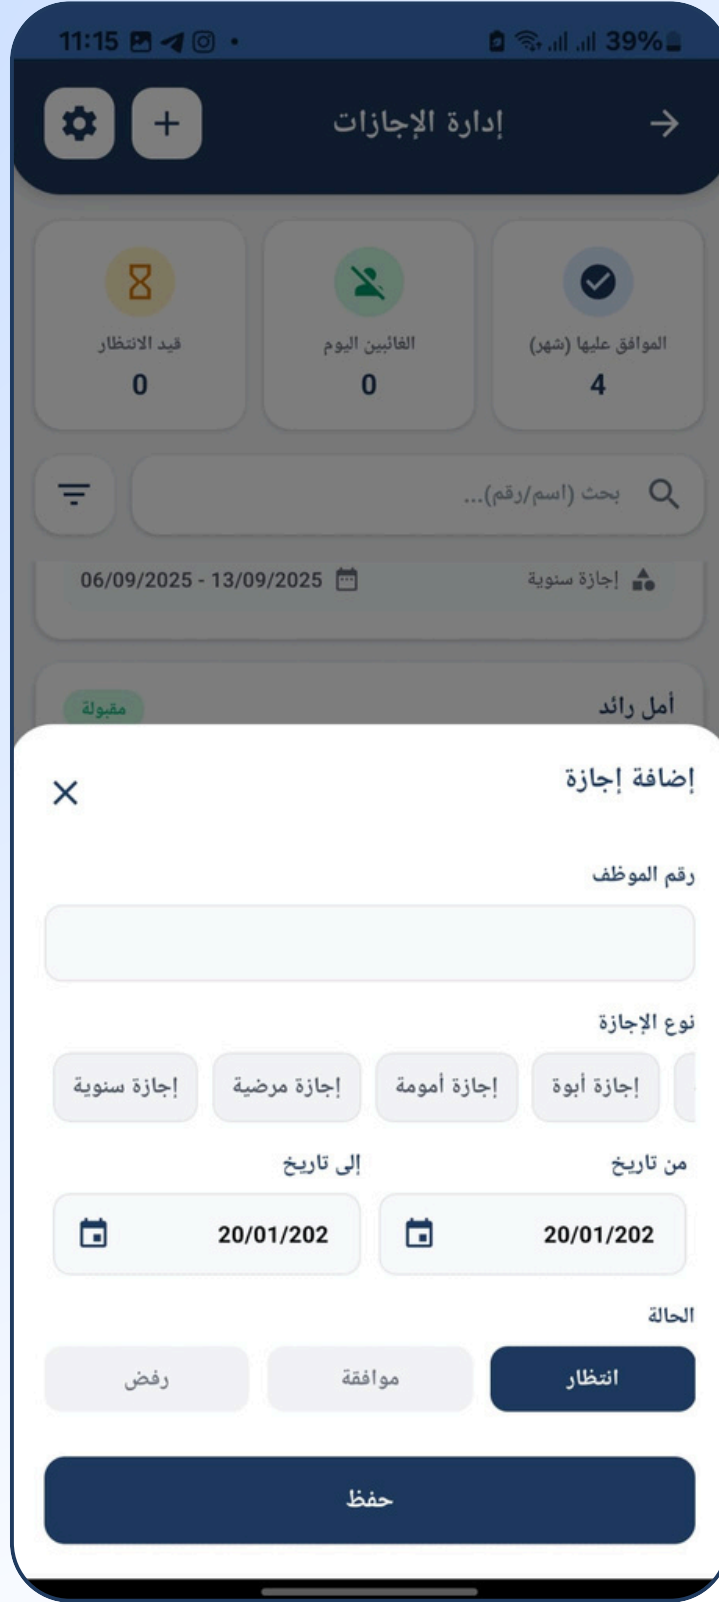 11:15
39%
إدارة الإجازات
الموافق عليها (شهر)
4
الغائبين اليوم
0
قيد الانتظار
0
بحث (اسم/رقم)...
إجازة سنوية
06/09/2025 - 13/09/2025
أمل رائد
مقبولة
إضافة إجازة
رقم الموظف
نوع الإجازة
إجازة أبوة
إجازة أمومة
إجازة مرضية
إجازة سنوية
من تاريخ
إلى تاريخ
20/01/202
20/01/202
الحالة
انتظار
موافقة
رفض
حفظ